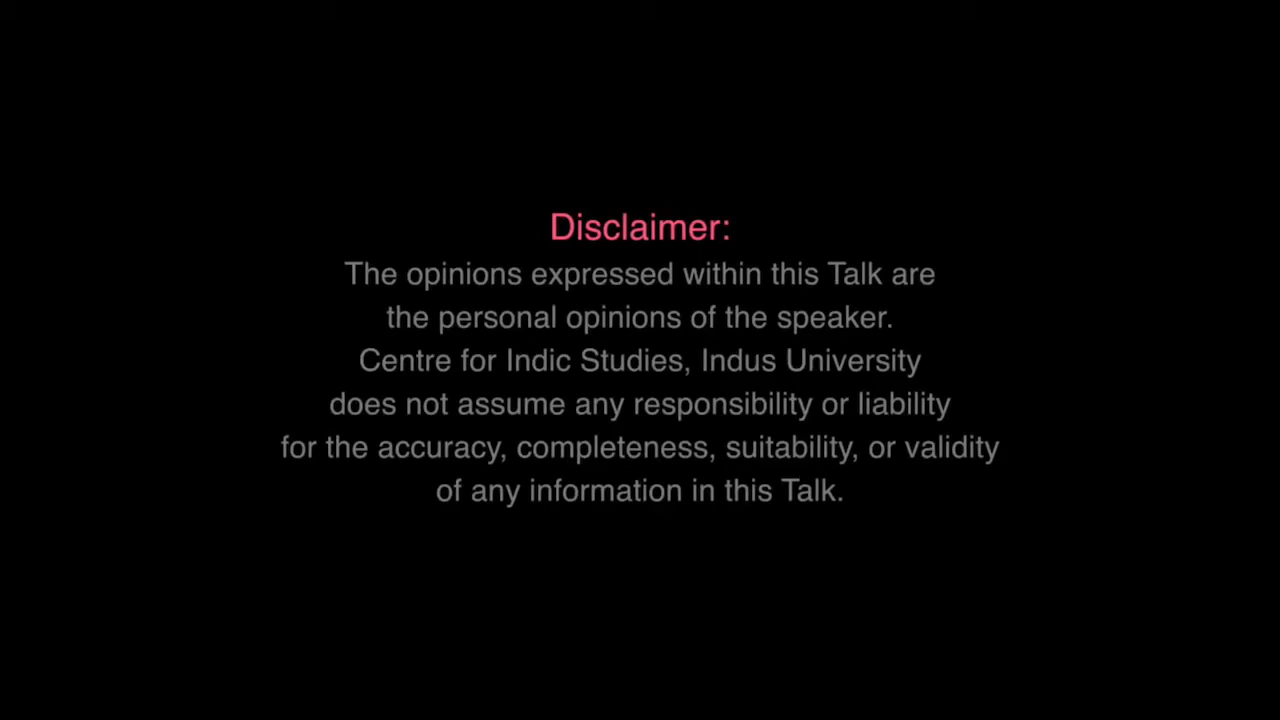 Disclaimer:
The opinions expressed within this Talk are
the personal opinions of the speaker.
Centre for Indic Studies, Indus University
does not assume any responsibility or liability
for the accuracy, completeness, suitability, or validity
of any information in this Talk.